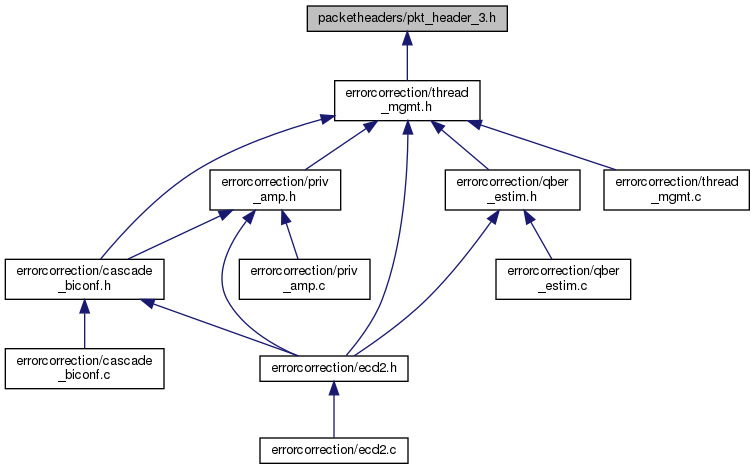 packetheaders/pkt_header_3.h
errorcorrection/thread
_mgmt.h
errorcorrection/priv
_amp.h
errorcorrection/qber
_estim.h
errorcorrection/thread
_mgmt.c
errorcorrection/cascade
_biconf.h
errorcorrection/priv
_amp.c
errorcorrection/qber
_estim.c
errorcorrection/cascade
_biconf.c
errorcorrection/ecd2.h
errorcorrection/ecd2.c